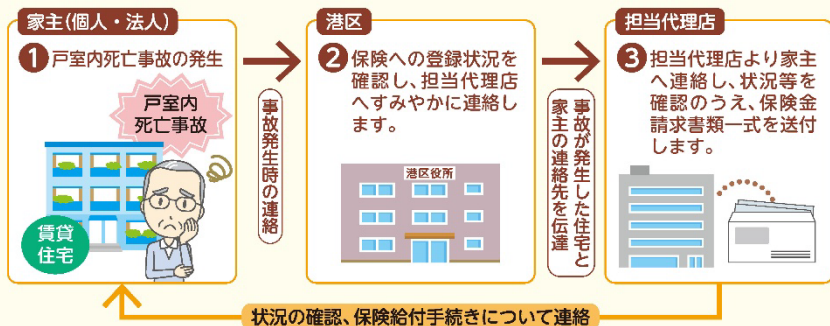 家主(個人・法人)
❶ 戸室内死亡事故の発生
戸室内
死亡事故
賃貸
住宅
事故発生時の連絡
港区
❷ 保険への登録状況を
確認し、担当代理店
へすみやかに連絡し
ます。
港区役所
事故が発生した住宅と
家主の連絡先を伝達
担当代理店
❸ 担当代理店より家主
へ連絡し、状況等を
確認のうえ、保険金
請求書類一式を送付
します。
状況の確認、保険給付手続きについて連絡